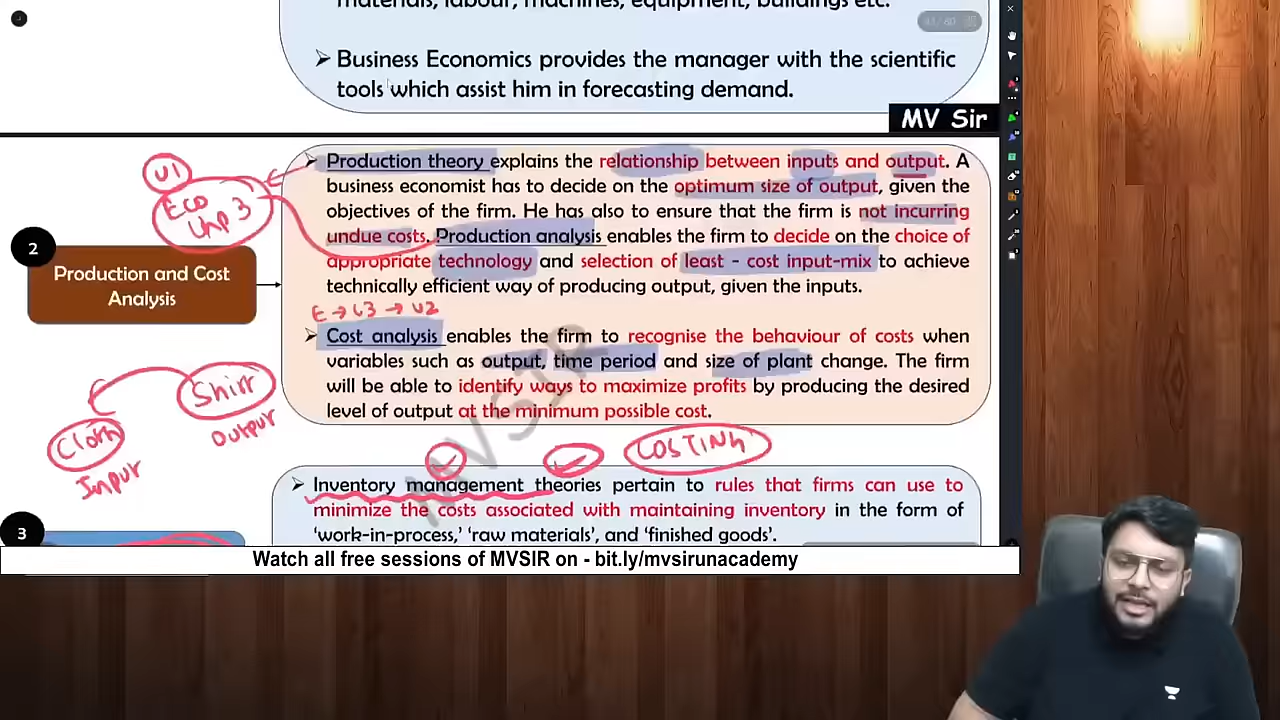 materials, labour, machines, equipment, buildings etc.
41 / 60
➢ Business Economics provides the manager with the scientific
tools which assist him in forecasting demand.
MV Sir
2
Production and Cost
Analysis
➢ Production theory explains the relationship between inputs and output. A
business economist has to decide on the optimum size of output, given the
objectives of the firm. He has also to ensure that the firm is not incurring
undue costs. Production analysis enables the firm to decide on the choice of
appropriate technology and selection of least - cost input-mix to achieve
technically efficient way of producing output, given the inputs.
U1
Eco
Chp 3
E → C3 → U2
➢ Cost analysis enables the firm to recognise the behaviour of costs when
variables such as output, time period and size of plant change. The firm
will be able to identify ways to maximize profits by producing the desired
level of output at the minimum possible cost.
Shirt
Output
Cloth
Input
MVSIR
COSTING
3
➢ Inventory management theories pertain to rules that firms can use to
minimize the costs associated with maintaining inventory in the form of
‘work-in-process,’ ‘raw materials’, and ‘finished goods’.
Watch all free sessions of MVSIR on - bit.ly/mvsirunacademy